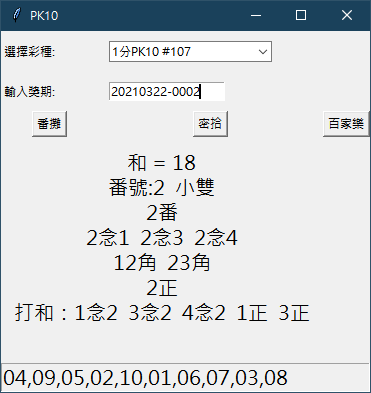 PK10
選擇彩種: 1分PK10 #107
輸入獎期: 20210322-0002
番攤 密拾 百家樂
和 = 18
番號:2 小雙
2番
2念1 2念3 2念4
12角 23角
2正
打和：1念2 3念2 4念2 1正 3正
04,09,05,02,10,01,06,07,03,08